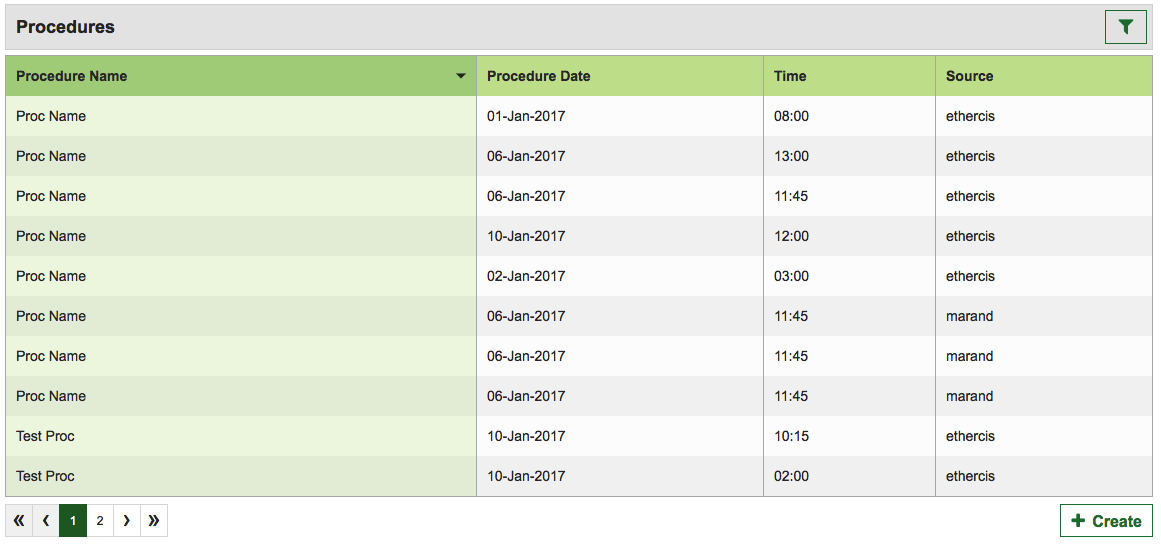 Procedures
Procedure Name Procedure Date Time Source
Proc Name 01-Jan-2017 08:00 ethercis
Proc Name 06-Jan-2017 13:00 ethercis
Proc Name 06-Jan-2017 11:45 ethercis
Proc Name 10-Jan-2017 12:00 ethercis
Proc Name 02-Jan-2017 03:00 ethercis
Proc Name 06-Jan-2017 11:45 marand
Proc Name 06-Jan-2017 11:45 marand
Proc Name 06-Jan-2017 11:45 marand
Test Proc 10-Jan-2017 10:15 ethercis
Test Proc 10-Jan-2017 02:00 ethercis
« ‹ 1 2 › » + Create